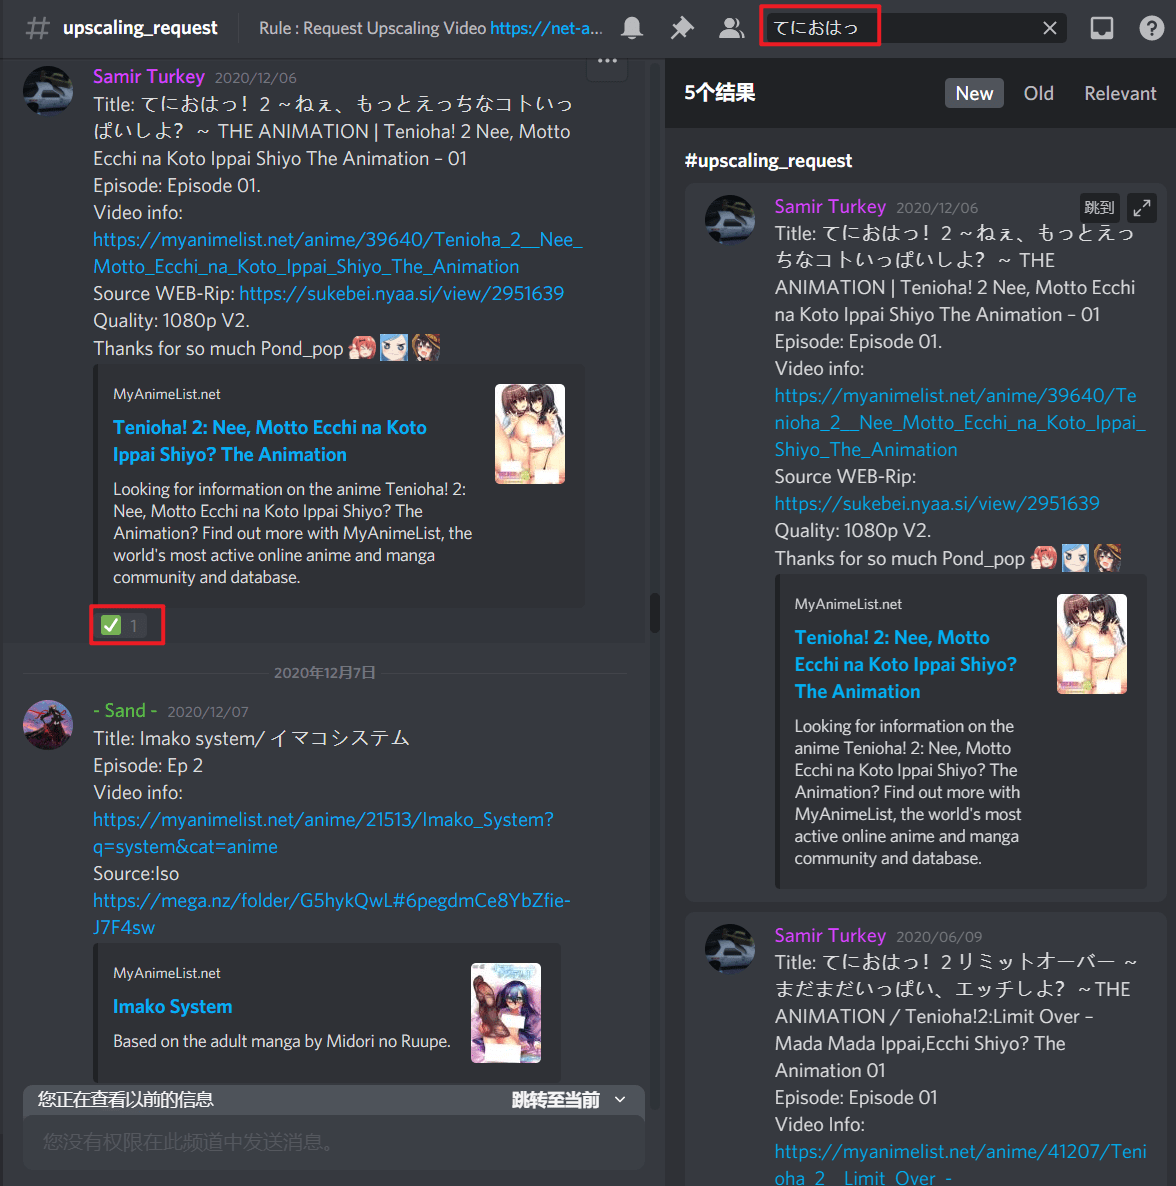 # upscaling_request
Rule : Request Upscaling Video https://net-a...
てにおはっ
Samir Turkey 2020/12/06
Title: てにおはっ！２～ねぇ、もっとえっちなコトいっ
ぱいしよ？ ～ THE ANIMATION | Tenioha! 2 Nee, Motto
Ecchi na Koto Ippai Shiyo The Animation – 01
Episode: Episode 01.
Video info:
https://myanimelist.net/anime/39640/Tenioha_2__Nee_
Motto_Ecchi_na_Koto_Ippai_Shiyo_The_Animation
Source WEB-Rip: https://sukebei.nyaa.si/view/2951639
Quality: 1080p V2.
Thanks for so much Pond_pop
MyAnimeList.net
Tenioha! 2: Nee, Motto Ecchi na Koto
Ippai Shiyo? The Animation
Looking for information on the anime Tenioha! 2:
Nee, Motto Ecchi na Koto Ippai Shiyo? The
Animation? Find out more with MyAnimeList, the
world's most active online anime and manga
community and database.
1
2020年12月7日
- Sand - 2020/12/07
Title: Imako system/ イマコシステム
Episode: Ep 2
Video info:
https://myanimelist.net/anime/21513/Imako_System?
q=system&cat=anime
Source:Iso
https://mega.nz/folder/G5hykQwL#6pegdmCe8YbZfie-
J7F4sw
MyAnimeList.net
Imako System
Based on the adult manga by Midori no Ruupe.
您正在查看以前的信息
跳转至当前
您没有权限在此频道中发送消息。
5个结果
New
Old
Relevant
#upscaling_request
Samir Turkey 2020/12/06
跳到
Title: てにおはっ！２～ねぇ、もっとえっ
ちなコトいっぱいしよ？ ～ THE
ANIMATION | Tenioha! 2 Nee, Motto Ecchi
na Koto Ippai Shiyo The Animation – 01
Episode: Episode 01.
Video info:
https://myanimelist.net/anime/39640/Te
nioha_2__Nee_Motto_Ecchi_na_Koto_Ippai_
Shiyo_The_Animation
Source WEB-Rip:
https://sukebei.nyaa.si/view/2951639
Quality: 1080p V2.
Thanks for so much Pond_pop
MyAnimeList.net
Tenioha! 2: Nee, Motto
Ecchi na Koto Ippai Shiyo?
The Animation
Looking for information on the
anime Tenioha! 2: Nee, Motto
Ecchi na Koto Ippai Shiyo? The
Animation? Find out more with
MyAnimeList, the world's most
active online anime and manga
community and database.
Samir Turkey 2020/06/09
Title: てにおはっ！２リミットオーバー ～
まだまだいっぱい、エッチしよ？～THE
ANIMATION / Tenioha!2:Limit Over –
Mada Mada Ippai,Ecchi Shiyo? The
Animation 01
Episode: Episode 01
Video Info:
https://myanimelist.net/anime/41207/Teni
oha_2__Limit_Over_-